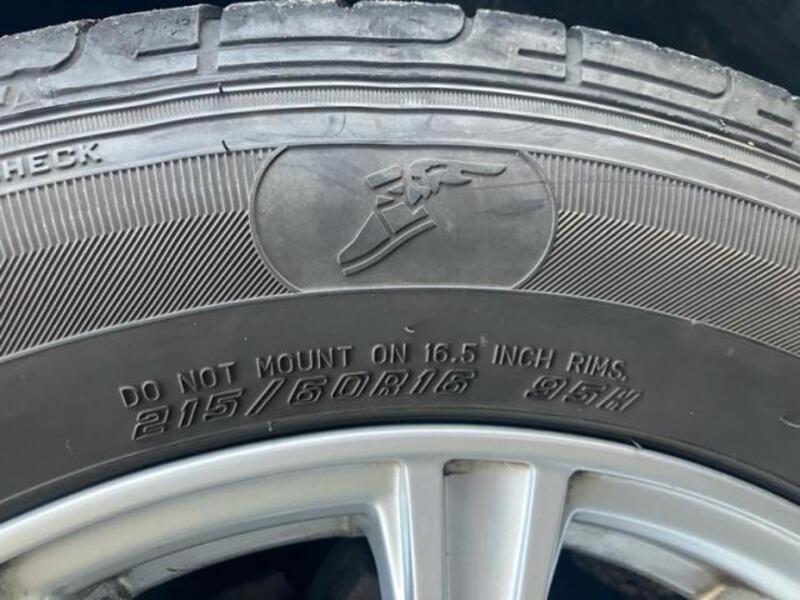 HECK
DO NOT MOUNT ON 16.5 INCH RIMS.
215/60R16 95H